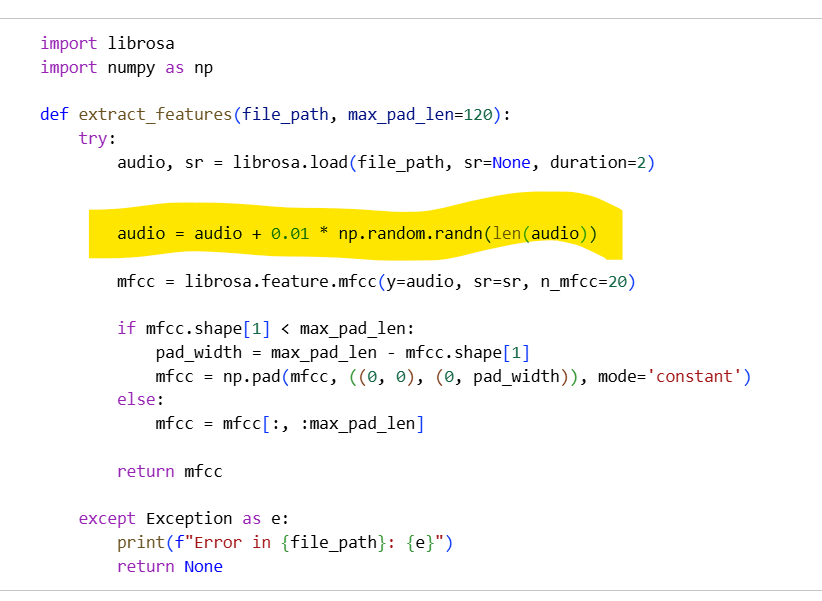 import librosa
import numpy as np
def extract_features(file_path, max_pad_len=120):
try:
audio, sr = librosa.load(file_path, sr=None, duration=2)
audio = audio + 0.01 * np.random.randn(len(audio))
mfcc = librosa.feature.mfcc(y=audio, sr=sr, n_mfcc=20)
if mfcc.shape[1] < max_pad_len:
pad_width = max_pad_len - mfcc.shape[1]
mfcc = np.pad(mfcc, ((0, 0), (0, pad_width)), mode='constant')
else:
mfcc = mfcc[:, :max_pad_len]
return mfcc
except Exception as e:
print(f"Error in {file_path}: {e}")
return None